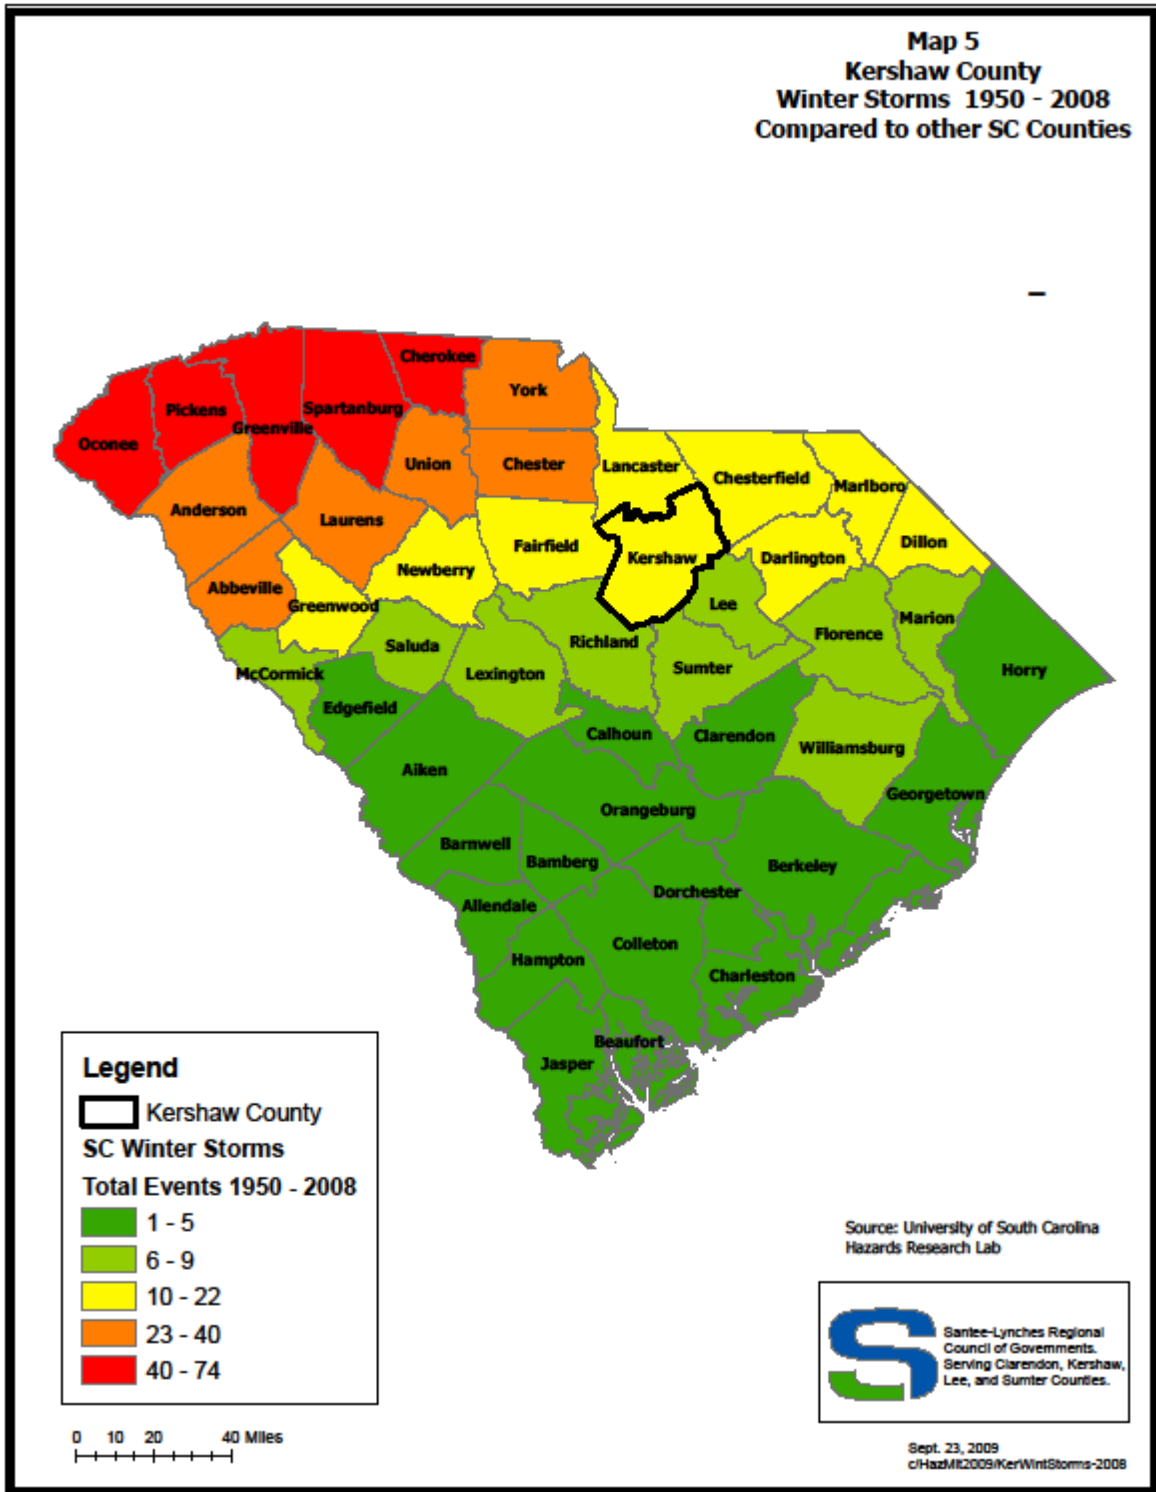 Map 5
Kershaw County
Winter Storms 1950 - 2008
Compared to other SC Counties
Cherokee
York
Pickens
Spartanburg
Greenville
Oconee
Union
Chester
Lancaster
Chesterfield
Marlboro
Anderson
Laurens
Fairfield
Kershaw
Darlington
Dillon
Newberry
Abbeville
Greenwood
Lee
Marion
Florence
Saluda
Richland
McCormick
Lexington
Sumter
Horry
Edgefield
Calhoun
Clarendon
Williamsburg
Aiken
Georgetown
Orangeburg
Barnwell
Bamberg
Berkeley
Dorchester
Allendale
Colleton
Hampton
Charleston
Beaufort
Jasper
Legend
Kershaw County
SC Winter Storms
Total Events 1950 - 2008
1 - 5
6 - 9
10 - 22
23 - 40
40 - 74
0 10 20 40 Miles
Source: University of South Carolina
Hazards Research Lab
Santee-Lynches Regional
Council of Governments.
Serving Clarendon, Kershaw,
Lee, and Sumter Counties.
Sept. 23, 2009
c/HazMit2009/KerWintStorms-2008